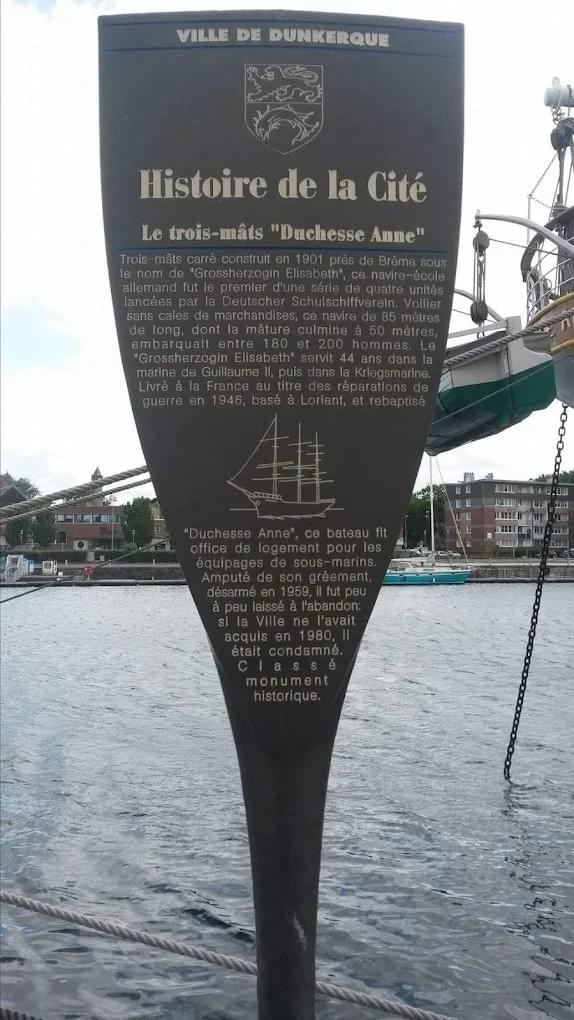 VILLE DE DUNKERQUE
Histoire de la Cité
Le trois-mâts "Duchesse Anne"
Trois-mâts carré construit en 1901 près de Brême sous
le nom de "Grossherzogin Elisabeth", ce navire-école
allemand fut le premier d'une série de quatre unités
lancées par la Deutscher Schulschiffverein. Voilier
sans cales de marchandises, ce navire de 85 mètres
de long, dont la mâture culmine à 50 mètres,
embarquait entre 180 et 200 hommes. Le
"Grossherzogin Elisabeth" servit 44 ans dans la
marine de Guillaume II, puis dans la Kriegsmarine.
Livré à la France au titre des réparations de
guerre en 1946, basé à Lorient, et rebaptisé
"Duchesse Anne", ce bateau fit
office de logement pour les
équipages de sous-marins.
Amputé de son gréement,
désarmé en 1959, il fut peu
à peu laissé à l'abandon:
si la Ville ne l'avait
acquis en 1980, il
était condamné.
Classé
monument
historique.